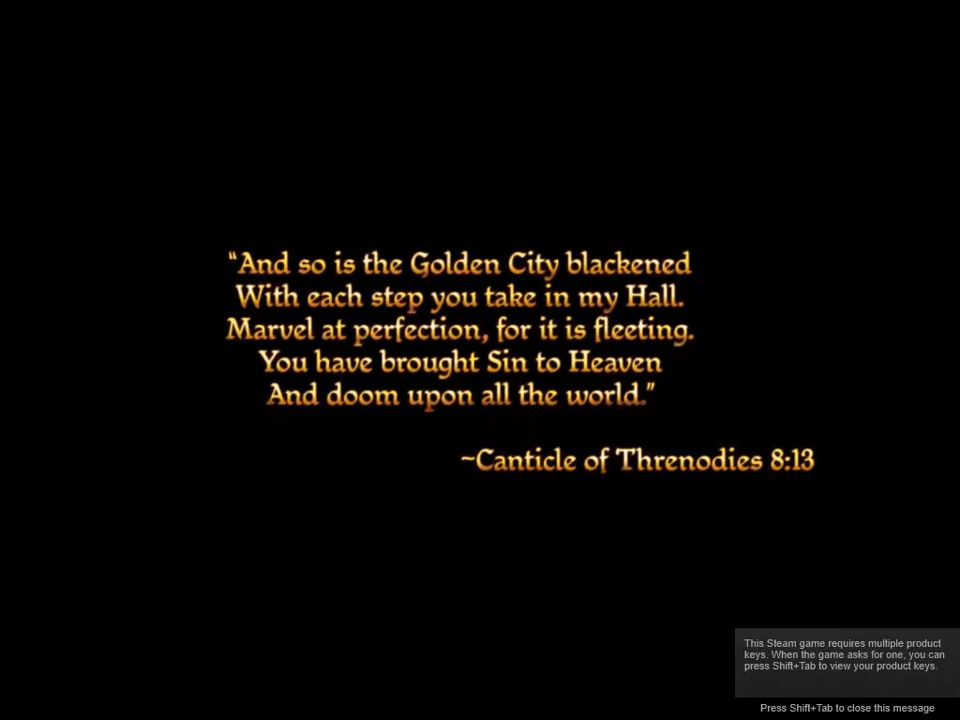 “And so is the Golden City blackened
With each step you take in my Hall.
Marvel at perfection, for it is fleeting.
You have brought Sin to Heaven
And doom upon all the world.”
~Canticle of Threnodies 8:13
This Steam game requires multiple product
keys. When the game asks for one, you can
press Shift+Tab to view your product keys.
Press Shift+Tab to close this message